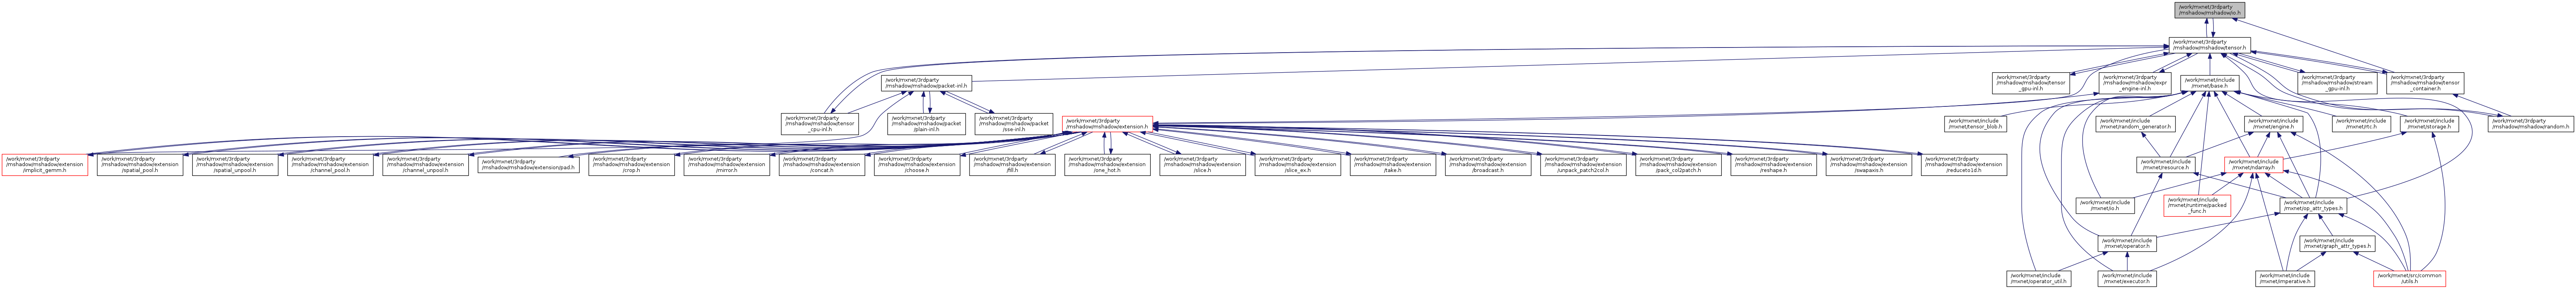 /work/mxnet/3rdparty
/mshadow/mshadow/io.h
/work/mxnet/3rdparty
/mshadow/mshadow/tensor.h
/work/mxnet/3rdparty
/mshadow/mshadow/packet-inl.h
/work/mxnet/3rdparty
/mshadow/mshadow/tensor
_gpu-inl.h
/work/mxnet/3rdparty
/mshadow/mshadow/expr
_engine-inl.h
/work/mxnet/include
/mxnet/base.h
/work/mxnet/3rdparty
/mshadow/mshadow/stream
_gpu-inl.h
/work/mxnet/3rdparty
/mshadow/mshadow/tensor
_container.h
/work/mxnet/3rdparty
/mshadow/mshadow/tensor
_cpu-inl.h
/work/mxnet/3rdparty
/mshadow/mshadow/packet
/plain-inl.h
/work/mxnet/3rdparty
/mshadow/mshadow/packet
/sse-inl.h
/work/mxnet/3rdparty
/mshadow/mshadow/extension.h
/work/mxnet/include
/mxnet/tensor_blob.h
/work/mxnet/include
/mxnet/random_generator.h
/work/mxnet/include
/mxnet/engine.h
/work/mxnet/include
/mxnet/rtc.h
/work/mxnet/include
/mxnet/storage.h
/work/mxnet/3rdparty
/mshadow/mshadow/random.h
/work/mxnet/3rdparty
/mshadow/mshadow/extension
/implicit_gemm.h
/work/mxnet/3rdparty
/mshadow/mshadow/extension
/spatial_pool.h
/work/mxnet/3rdparty
/mshadow/mshadow/extension
/spatial_unpool.h
/work/mxnet/3rdparty
/mshadow/mshadow/extension
/channel_pool.h
/work/mxnet/3rdparty
/mshadow/mshadow/extension
/channel_unpool.h
/work/mxnet/3rdparty
/mshadow/mshadow/extension/pad.h
/work/mxnet/3rdparty
/mshadow/mshadow/extension
/crop.h
/work/mxnet/3rdparty
/mshadow/mshadow/extension
/mirror.h
/work/mxnet/3rdparty
/mshadow/mshadow/extension
/concat.h
/work/mxnet/3rdparty
/mshadow/mshadow/extension
/choose.h
/work/mxnet/3rdparty
/mshadow/mshadow/extension
/fill.h
/work/mxnet/3rdparty
/mshadow/mshadow/extension
/one_hot.h
/work/mxnet/3rdparty
/mshadow/mshadow/extension
/slice.h
/work/mxnet/3rdparty
/mshadow/mshadow/extension
/slice_ex.h
/work/mxnet/3rdparty
/mshadow/mshadow/extension
/take.h
/work/mxnet/3rdparty
/mshadow/mshadow/extension
/broadcast.h
/work/mxnet/3rdparty
/mshadow/mshadow/extension
/unpack_patch2col.h
/work/mxnet/3rdparty
/mshadow/mshadow/extension
/pack_col2patch.h
/work/mxnet/3rdparty
/mshadow/mshadow/extension
/reshape.h
/work/mxnet/3rdparty
/mshadow/mshadow/extension
/swapaxis.h
/work/mxnet/3rdparty
/mshadow/mshadow/extension
/reduceto1d.h
/work/mxnet/include
/mxnet/resource.h
/work/mxnet/include
/mxnet/ndarray.h
/work/mxnet/include
/mxnet/io.h
/work/mxnet/include
/mxnet/runtime/packed
_func.h
/work/mxnet/include
/mxnet/op_attr_types.h
/work/mxnet/include
/mxnet/operator.h
/work/mxnet/include
/mxnet/graph_attr_types.h
/work/mxnet/include
/mxnet/operator_util.h
/work/mxnet/include
/mxnet/executor.h
/work/mxnet/include
/mxnet/imperative.h
/work/mxnet/src/common
/utils.h